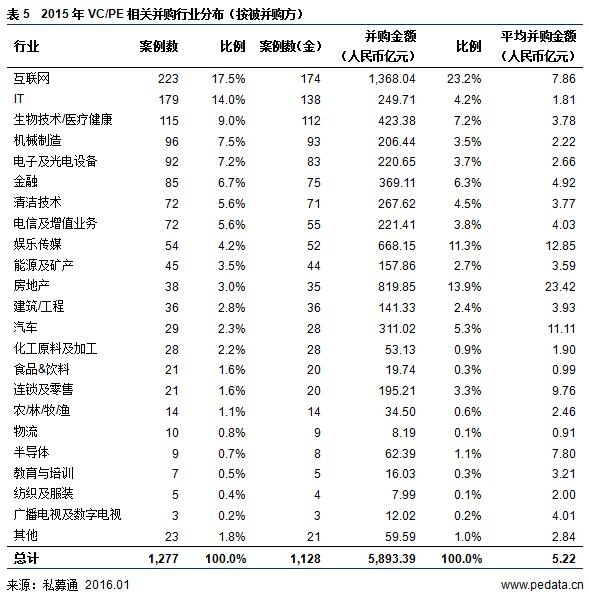 表 5 2015 年 VC/PE 相关并购行业分布（按被并购方）
行业 案例数 比例 案例数(金) 并购金额（人民币亿元） 比例 平均并购金额（人民币亿元）
互联网 223 17.5% 174 1,368.04 23.2% 7.86
IT 179 14.0% 138 249.71 4.2% 1.81
生物技术/医疗健康 115 9.0% 112 423.38 7.2% 3.78
机械制造 96 7.5% 93 206.44 3.5% 2.22
电子及光电设备 92 7.2% 83 220.65 3.7% 2.66
金融 85 6.7% 75 369.11 6.3% 4.92
清洁技术 72 5.6% 71 267.62 4.5% 3.77
电信及增值业务 72 5.6% 55 221.41 3.8% 4.03
娱乐传媒 54 4.2% 52 668.15 11.3% 12.85
能源及矿产 45 3.5% 44 157.86 2.7% 3.59
房地产 38 3.0% 35 819.85 13.9% 23.42
建筑/工程 36 2.8% 36 141.33 2.4% 3.93
汽车 29 2.3% 28 311.02 5.3% 11.11
化工原料及加工 28 2.2% 28 53.13 0.9% 1.90
食品&饮料 21 1.6% 20 19.74 0.3% 0.99
连锁及零售 21 1.6% 20 195.21 3.3% 9.76
农/林/牧/渔 14 1.1% 14 34.50 0.6% 2.46
物流 10 0.8% 9 8.19 0.1% 0.91
半导体 9 0.7% 8 62.39 1.1% 7.80
教育与培训 7 0.5% 5 16.03 0.3% 3.21
纺织及服装 5 0.4% 4 7.99 0.1% 2.00
广播电视及数字电视 3 0.2% 3 12.02 0.2% 4.01
其他 23 1.8% 21 59.59 1.0% 2.84
总计 1,277 100.0% 1,128 5,893.39 100.0% 5.22
来源：私募通 2016.01 www.pedata.cn